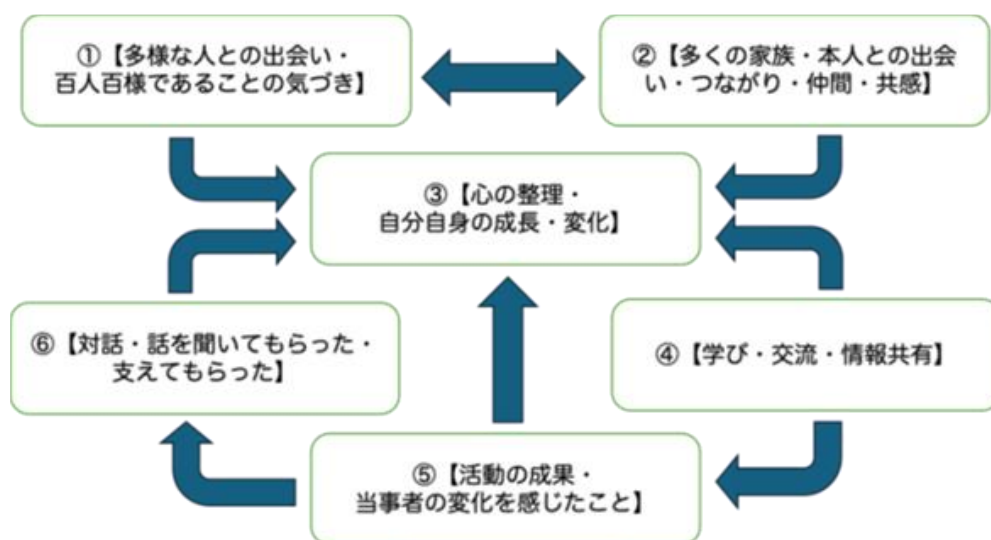 ①【多様な人との出会い・
百人百様であることの気づき】
②【多くの家族・本人との出会
い・つながり・仲間・共感】
③【心の整理・
自分自身の成長・変化】
⑥【対話・話を聞いてもらった・
支えてもらった】
④【学び・交流・情報共有】
⑤【活動の成果・
当事者の変化を感じたこと】